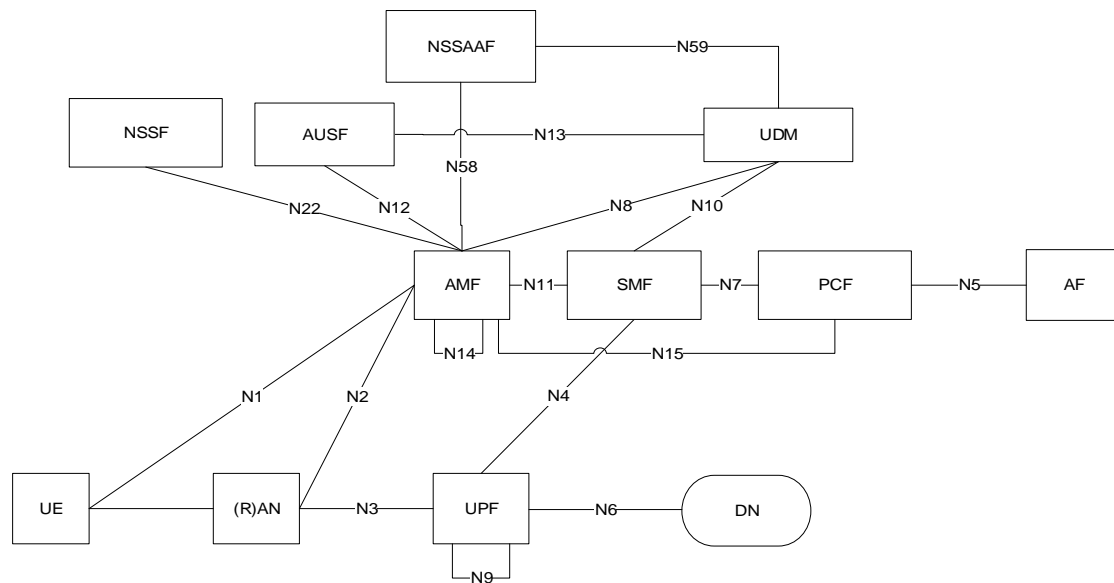 NSSAAF
N59
NSSF
AUSF
N13
UDM
N58
N22
N12
N8
N10
AMF
N11
SMF
N7
PCF
N5
AF
N14
N15
N1
N2
N4
UE
(R)AN
N3
UPF
N6
DN
N9